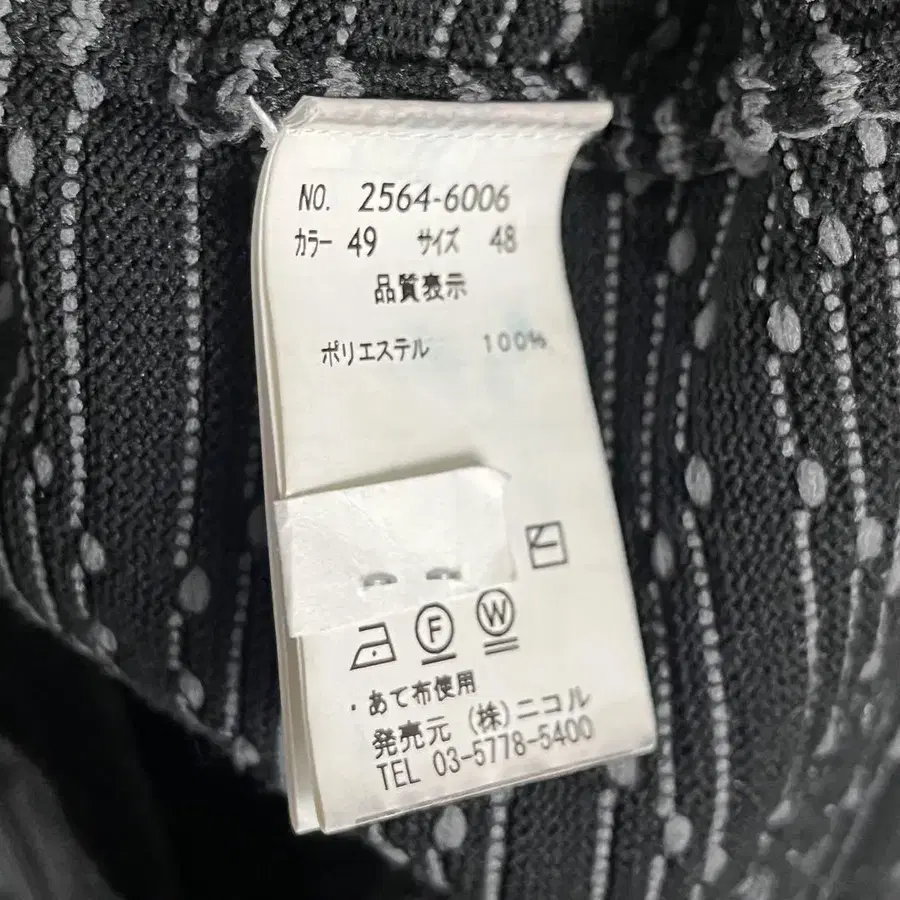 NO. 2564-6006
カラー 49 サイズ 48
品質表示
ポリエステル 100%
F W
・あて布使用
発売元 (株)ニコル
TEL 03-5778-5400